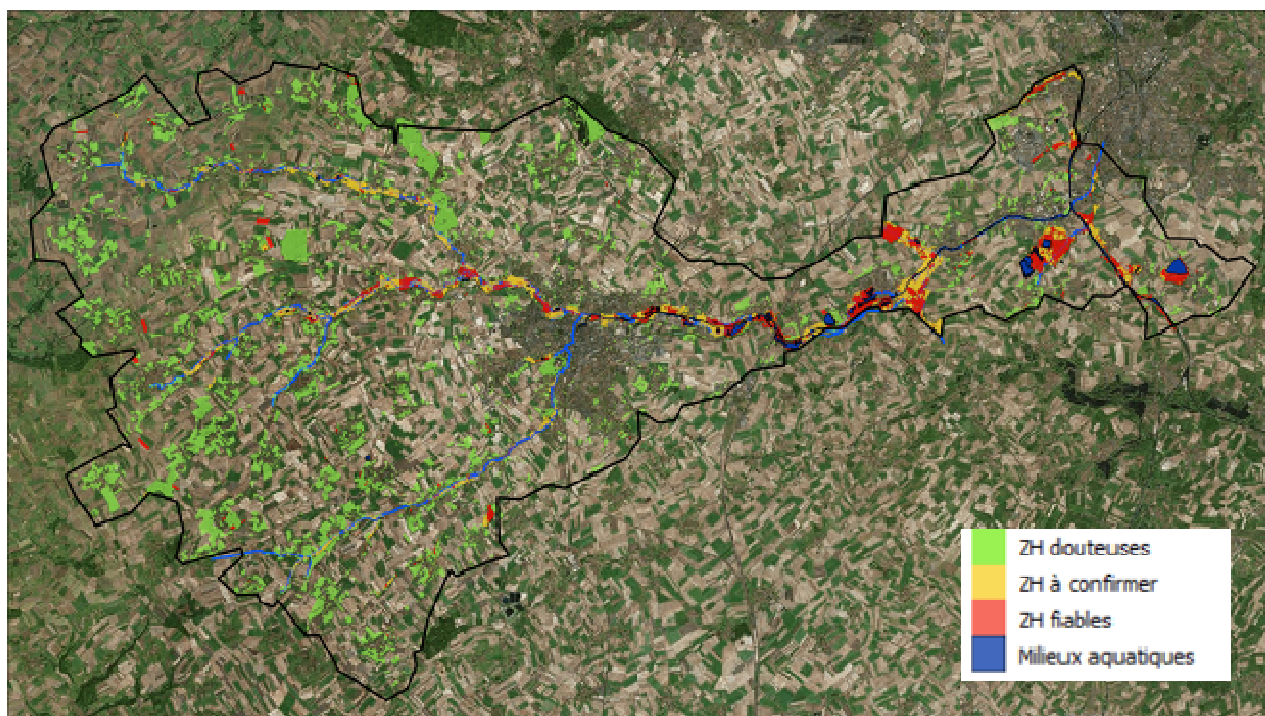 ZH douteuses
ZH à confirmer
ZH fiables
Milieux aquatiques